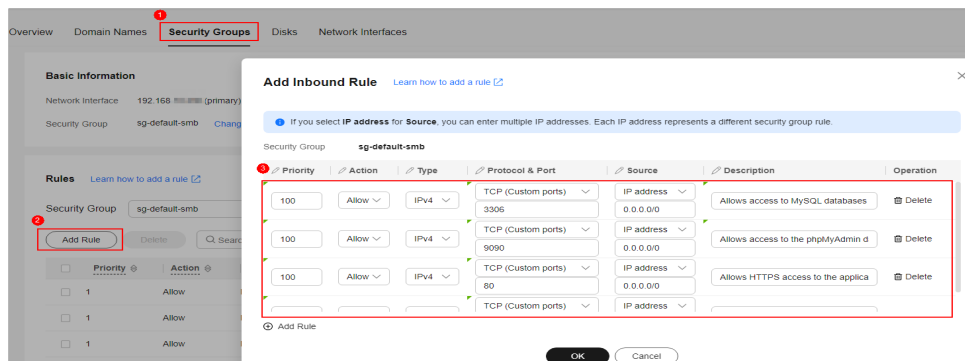 1
Overview Domain Names Security Groups Disks Network Interfaces
Basic Information
Network Interface 192.168 (primary)
Security Group sg-default-smb Chang
Rules Learn how to add a rule
Security Group sg-default-smb
2
Add Rule Delete Searc
Priority Action
1 Allow
1 Allow
1 Allow
Add Inbound Rule Learn how to add a rule
If you select IP address for Source, you can enter multiple IP addresses. Each IP address represents a different security group rule.
Security Group sg-default-smb
3
Priority Action Type Protocol & Port Source Description Operation
TCP (Custom ports) IP address
100 Allow IPv4 Allows access to MySQL databases Delete
3306 0.0.0.0/0
TCP (Custom ports) IP address
100 Allow IPv4 Allows access to the phpMyAdmin d Delete
9090 0.0.0.0/0
TCP (Custom ports) IP address
100 Allow IPv4 Allows HTTPS access to the applica Delete
80 0.0.0.0/0
TCP (Custom ports) IP address
Add Rule
OK Cancel